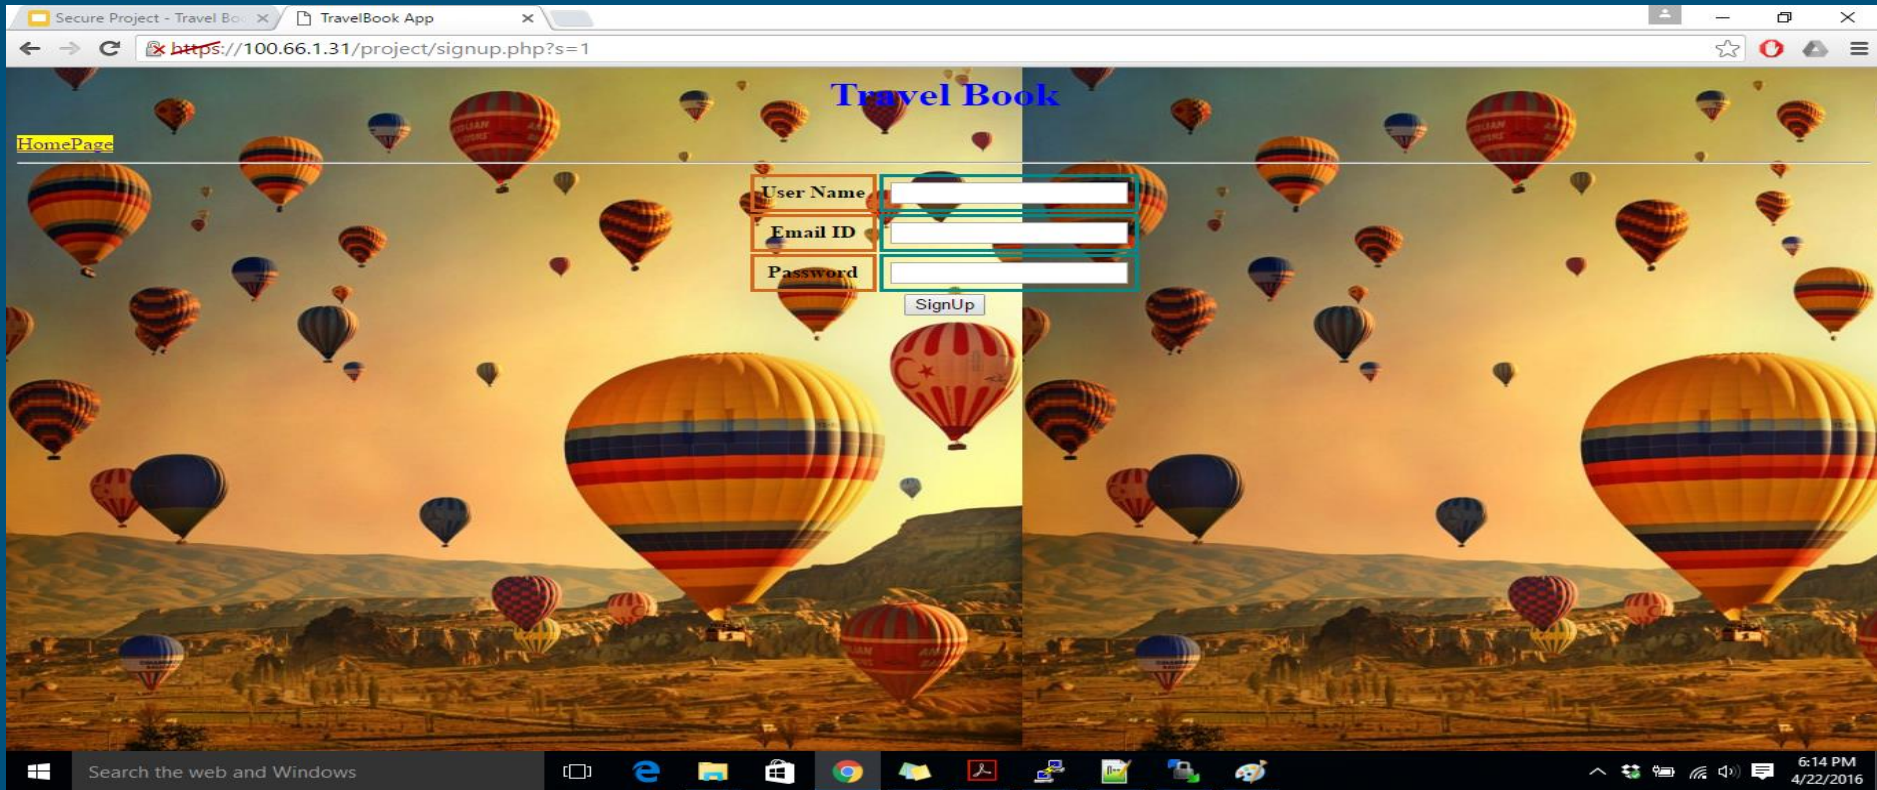 Secure Project - Travel Bo
TravelBook App
https://100.66.1.31/project/signup.php?s=1
Travel Book
HomePage
User Name
Email ID
Password
SignUp
Search the web and Windows
6:14 PM
4/22/2016